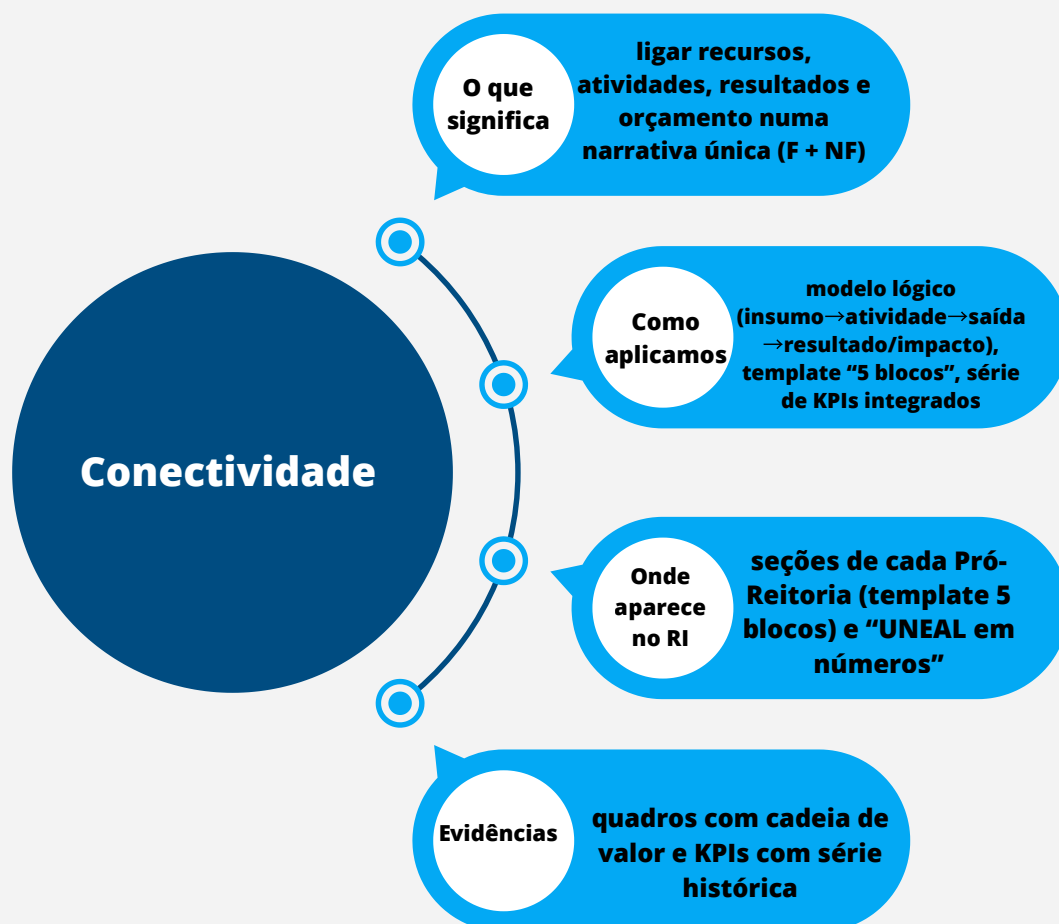 O que
significa
ligar recursos,
atividades, resultados e
orçamento numa
narrativa única (F + NF)
Como
aplicamos
modelo lógico
(insumo→atividade→saída
→resultado/impacto),
template “5 blocos”, série
de KPIs integrados
Conectividade
Onde
aparece
no RI
seções de cada Pró-
Reitoria (template 5
blocos) e “UNEAL em
números”
Evidências
quadros com cadeia de
valor e KPIs com série
histórica